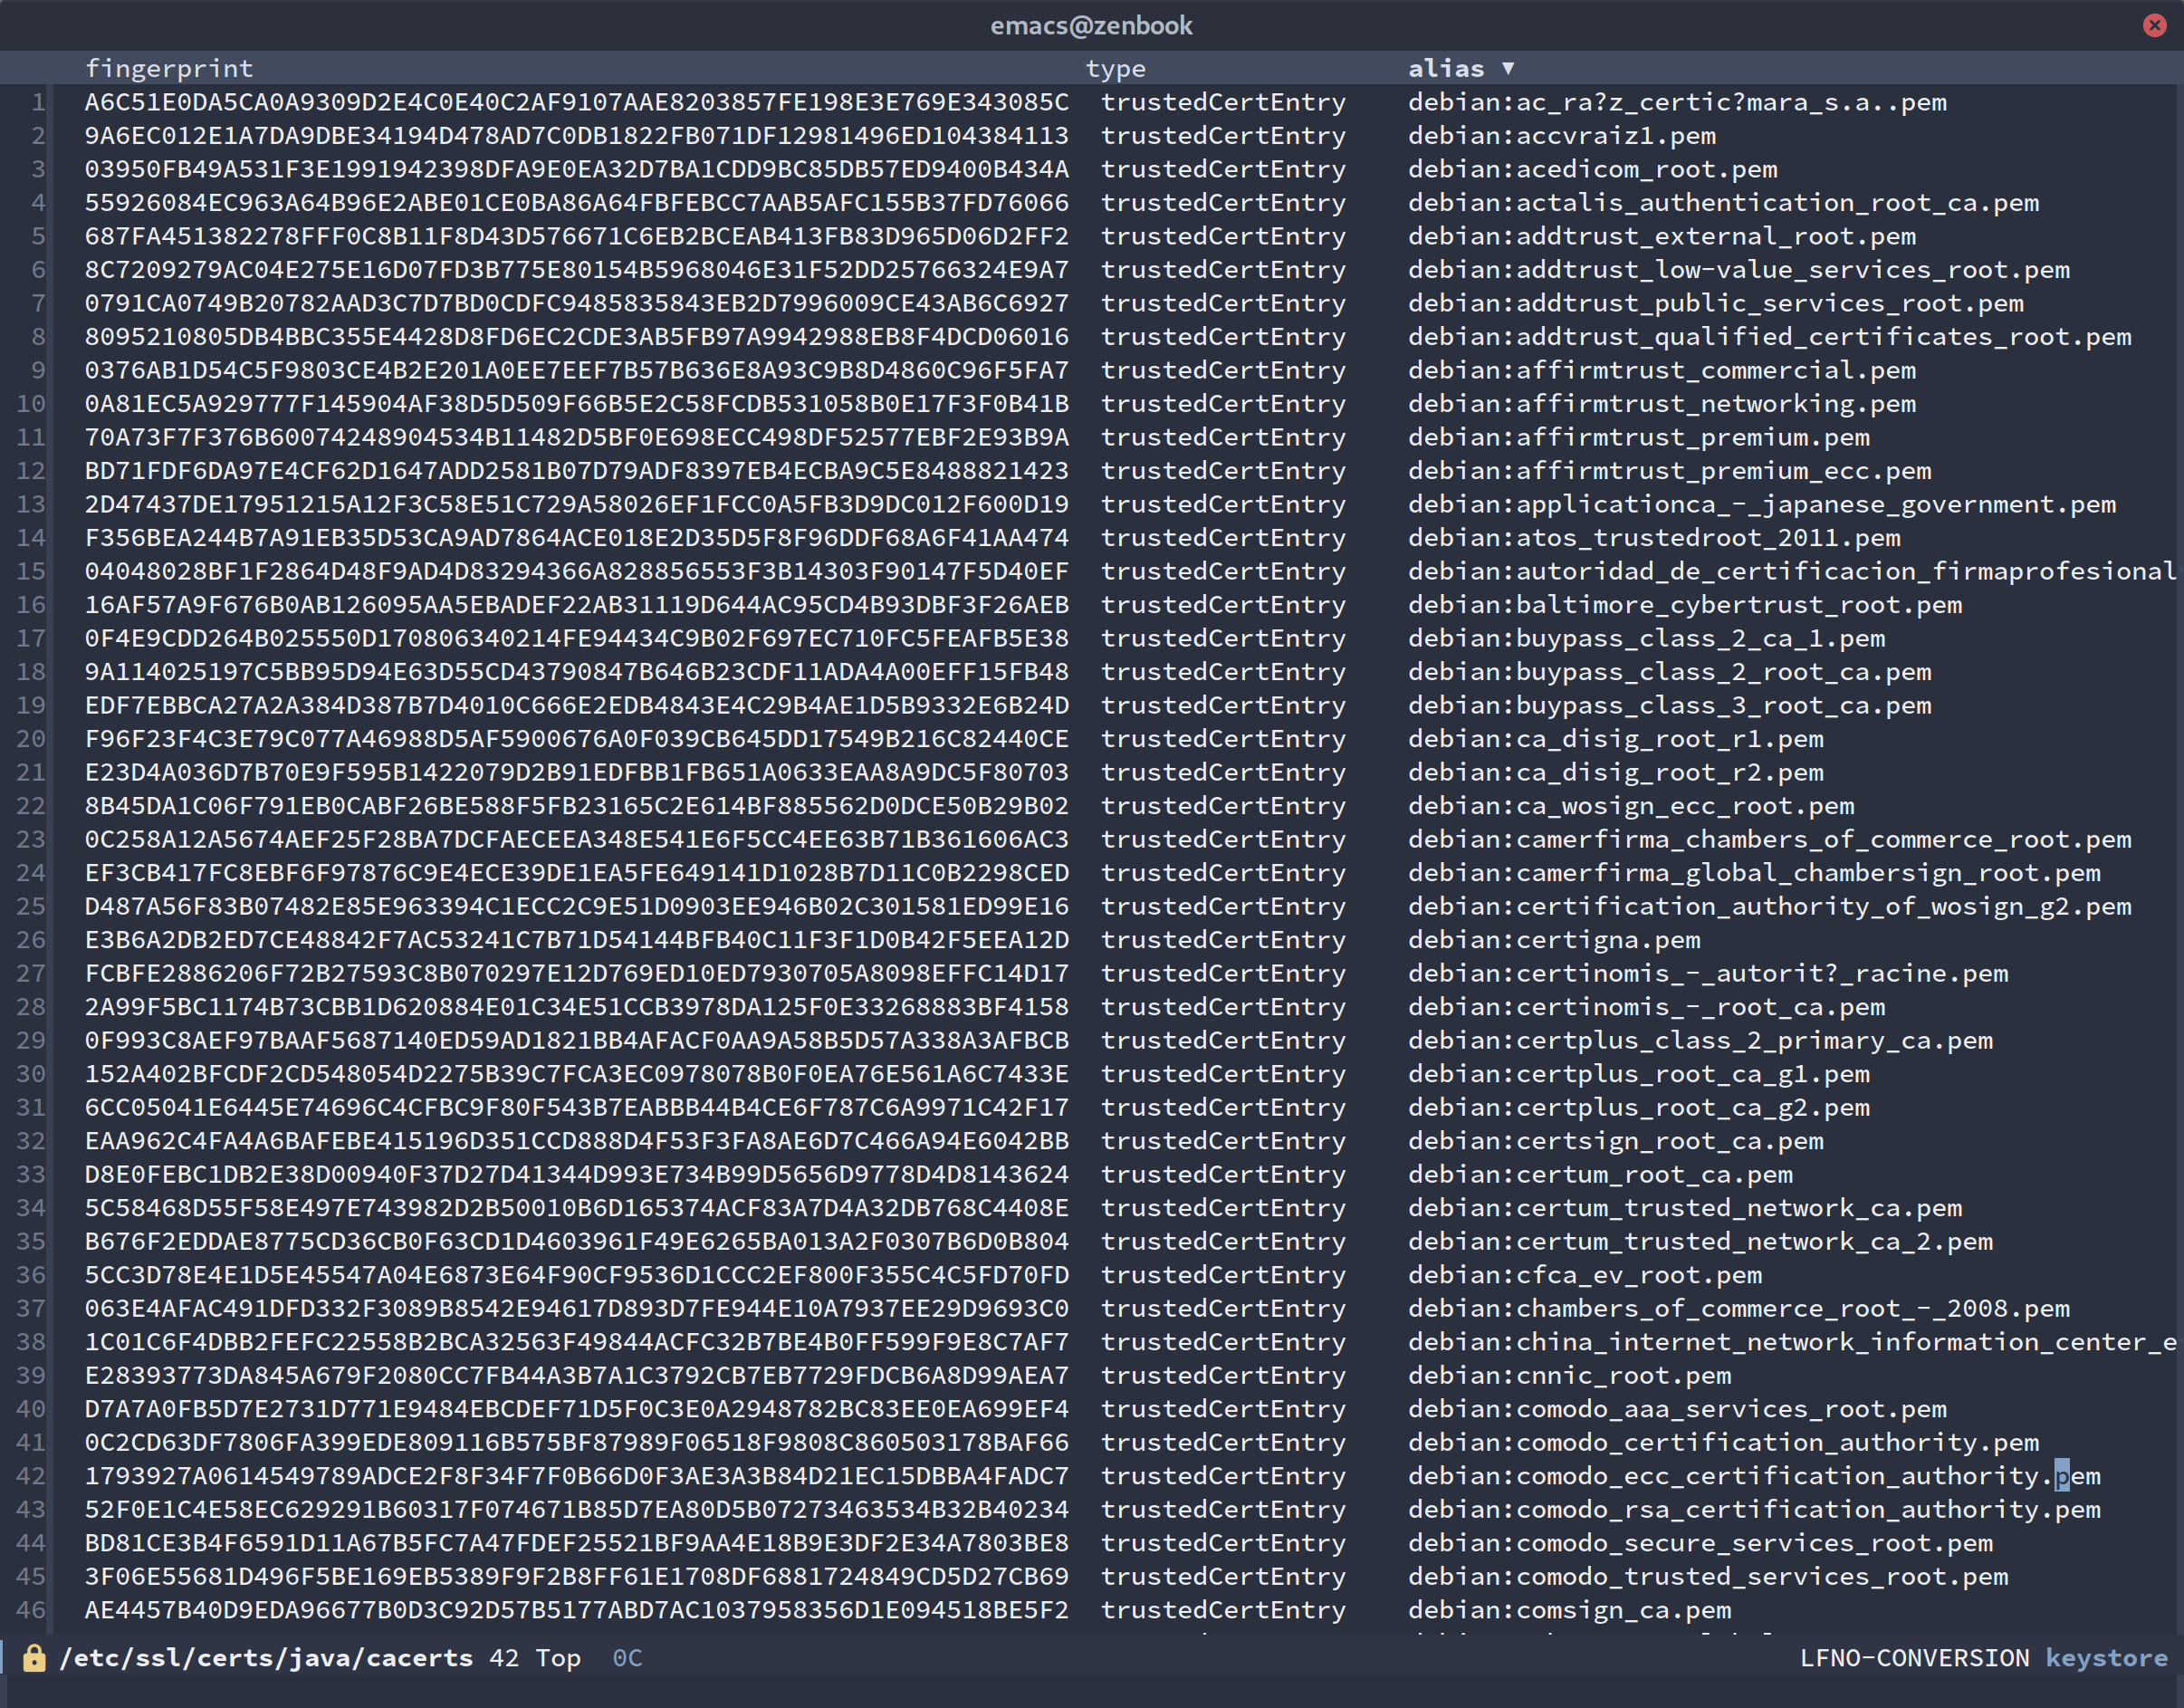 emacs@zenbook
fingerprint type alias ▼
1 A6C51E0DA5CA0A9309D2E4C0E40C2AF9107AAE8203857FE198E3E769E343085C trustedCertEntry debian:ac_ra?z_certic?mara_s.a..pem
2 9A6EC012E1A7DA9DBE34194D478AD7C0DB1822FB071DF12981496ED104384113 trustedCertEntry debian:accvraiz1.pem
3 03950FB49A531F3E1991942398DFA9E0EA32D7BA1CDD9BC85DB57ED9400B434A trustedCertEntry debian:acedicom_root.pem
4 55926084EC963A64B96E2ABE01CE0BA86A64FBFEBCC7AAB5AFC155B37FD76066 trustedCertEntry debian:actalis_authentication_root_ca.pem
5 687FA451382278FFF0C8B11F8D43D576671C6EB2BCEAB413FB83D965D06D2FF2 trustedCertEntry debian:addtrust_external_root.pem
6 8C7209279AC04E275E16D07FD3B775E80154B5968046E31F52DD25766324E9A7 trustedCertEntry debian:addtrust_low-value_services_root.pem
7 0791CA0749B20782AAD3C7D7BD0CDFC9485835843EB2D7996009CE43AB6C6927 trustedCertEntry debian:addtrust_public_services_root.pem
8 8095210805DB4BBC355E4428D8FD6EC2CDE3AB5FB97A9942988EB8F4DCD06016 trustedCertEntry debian:addtrust_qualified_certificates_root.pem
9 0376AB1D54C5F9803CE4B2E201A0EE7EEF7B57B636E8A93C9B8D4860C96F5FA7 trustedCertEntry debian:affirmtrust_commercial.pem
10 0A81EC5A929777F145904AF38D5D509F66B5E2C58FCDB531058B0E17F3F0B41B trustedCertEntry debian:affirmtrust_networking.pem
11 70A73F7F376B60074248904534B11482D5BF0E698ECC498DF52577EBF2E93B9A trustedCertEntry debian:affirmtrust_premium.pem
12 BD71FDF6DA97E4CF62D1647ADD2581B07D79ADF8397EB4ECBA9C5E8488821423 trustedCertEntry debian:affirmtrust_premium_ecc.pem
13 2D47437DE17951215A12F3C58E51C729A58026EF1FCC0A5FB3D9DC012F600D19 trustedCertEntry debian:applicationca_-_japanese_government.pem
14 F356BEA244B7A91EB35D53CA9AD7864ACE018E2D35D5F8F96DDF68A6F41AA474 trustedCertEntry debian:atos_trustedroot_2011.pem
15 04048028BF1F2864D48F9AD4D83294366A828856553F3B14303F90147F5D40EF trustedCertEntry debian:autoridad_de_certificacion_firmaprofesional
16 16AF57A9F676B0AB126095AA5EBADEF22AB31119D644AC95CD4B93DBF3F26AEB trustedCertEntry debian:baltimore_cybertrust_root.pem
17 0F4E9CDD264B025550D170806340214FE94434C9B02F697EC710FC5FEAFB5E38 trustedCertEntry debian:buypass_class_2_ca_1.pem
18 9A114025197C5BB95D94E63D55CD43790847B646B23CDF11ADA4A00EFF15FB48 trustedCertEntry debian:buypass_class_2_root_ca.pem
19 EDF7EBBCA27A2A384D387B7D4010C666E2EDB4843E4C29B4AE1D5B9332E6B24D trustedCertEntry debian:buypass_class_3_root_ca.pem
20 F96F23F4C3E79C077A46988D5AF5900676A0F039CB645DD17549B216C82440CE trustedCertEntry debian:ca_disig_root_r1.pem
21 E23D4A036D7B70E9F595B1422079D2B91EDFBB1FB651A0633EAA8A9DC5F80703 trustedCertEntry debian:ca_disig_root_r2.pem
22 8B45DA1C06F791EB0CABF26BE588F5FB23165C2E614BF885562D0DCE50B29B02 trustedCertEntry debian:ca_wosign_ecc_root.pem
23 0C258A12A5674AEF25F28BA7DCFAECEEA348E541E6F5CC4EE63B71B361606AC3 trustedCertEntry debian:camerfirma_chambers_of_commerce_root.pem
24 EF3CB417FC8EBF6F97876C9E4ECE39DE1EA5FE649141D1028B7D11C0B2298CED trustedCertEntry debian:camerfirma_global_chambersign_root.pem
25 D487A56F83B07482E85E963394C1ECC2C9E51D0903EE946B02C301581ED99E16 trustedCertEntry debian:certification_authority_of_wosign_g2.pem
26 E3B6A2DB2ED7CE48842F7AC53241C7B71D54144BFB40C11F3F1D0B42F5EEA12D trustedCertEntry debian:certigna.pem
27 FCBFE2886206F72B27593C8B070297E12D769ED10ED7930705A8098EFFC14D17 trustedCertEntry debian:certinomis_-_autorit?_racine.pem
28 2A99F5BC1174B73CBB1D620884E01C34E51CCB3978DA125F0E33268883BF4158 trustedCertEntry debian:certinomis_-_root_ca.pem
29 0F993C8AEF97BAAF5687140ED59AD1821BB4AFACF0AA9A58B5D57A338A3AFBCB trustedCertEntry debian:certplus_class_2_primary_ca.pem
30 152A402BFCDF2CD548054D2275B39C7FCA3EC0978078B0F0EA76E561A6C7433E trustedCertEntry debian:certplus_root_ca_g1.pem
31 6CC05041E6445E74696C4CFBC9F80F543B7EABBB44B4CE6F787C6A9971C42F17 trustedCertEntry debian:certplus_root_ca_g2.pem
32 EAA962C4FA4A6BAFEBE415196D351CCD888D4F53F3FA8AE6D7C466A94E6042BB trustedCertEntry debian:certsign_root_ca.pem
33 D8E0FEBC1DB2E38D00940F37D27D41344D993E734B99D5656D9778D4D8143624 trustedCertEntry debian:certum_root_ca.pem
34 5C58468D55F58E497E743982D2B50010B6D165374ACF83A7D4A32DB768C4408E trustedCertEntry debian:certum_trusted_network_ca.pem
35 B676F2EDDAE8775CD36CB0F63CD1D4603961F49E6265BA013A2F0307B6D0B804 trustedCertEntry debian:certum_trusted_network_ca_2.pem
36 5CC3D78E4E1D5E45547A04E6873E64F90CF9536D1CCC2EF800F355C4C5FD70FD trustedCertEntry debian:cfca_ev_root.pem
37 063E4AFAC491DFD332F3089B8542E94617D893D7FE944E10A7937EE29D9693C0 trustedCertEntry debian:chambers_of_commerce_root_-_2008.pem
38 1C01C6F4DBB2FEFC22558B2BCA32563F49844ACFC32B7BE4B0FF599F9E8C7AF7 trustedCertEntry debian:china_internet_network_information_center_e
39 E28393773DA845A679F2080CC7FB44A3B7A1C3792CB7EB7729FDCB6A8D99AEA7 trustedCertEntry debian:cnnic_root.pem
40 D7A7A0FB5D7E2731D771E9484EBCDEF71D5F0C3E0A2948782BC83EE0EA699EF4 trustedCertEntry debian:comodo_aaa_services_root.pem
41 0C2CD63DF7806FA399EDE809116B575BF87989F06518F9808C860503178BAF66 trustedCertEntry debian:comodo_certification_authority.pem
42 1793927A0614549789ADCE2F8F34F7F0B66D0F3AE3A3B84D21EC15DBBA4FADC7 trustedCertEntry debian:comodo_ecc_certification_authority.pem
43 52F0E1C4E58EC629291B60317F074671B85D7EA80D5B07273463534B32B40234 trustedCertEntry debian:comodo_rsa_certification_authority.pem
44 BD81CE3B4F6591D11A67B5FC7A47FDEF25521BF9AA4E18B9E3DF2E34A7803BE8 trustedCertEntry debian:comodo_secure_services_root.pem
45 3F06E55681D496F5BE169EB5389F9F2B8FF61E1708DF6881724849CD5D27CB69 trustedCertEntry debian:comodo_trusted_services_root.pem
46 AE4457B40D9EDA96677B0D3C92D57B5177ABD7AC1037958356D1E094518BE5F2 trustedCertEntry debian:comsign_ca.pem
/etc/ssl/certs/java/cacerts 42 Top 0C LFNO-CONVERSION keystore